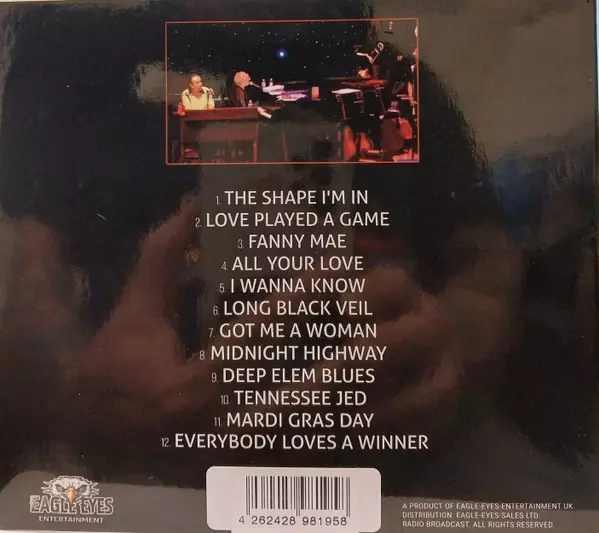 1. THE SHAPE I'M IN
2. LOVE PLAYED A GAME
3. FANNY MAE
4. ALL YOUR LOVE
5. I WANNA KNOW
6. LONG BLACK VEIL
7. GOT ME A WOMAN
8. MIDNIGHT HIGHWAY
9. DEEP ELEM BLUES
10. TENNESSEE JED
11. MARDI GRAS DAY
12. EVERYBODY LOVES A WINNER
EAGLE-EYES
ENTERTAINMENT
4 262428 981958
A PRODUCT OF EAGLE-EYES ENTERTAINMENT UK.
DISTRIBUTION: EAGLE-EYES-SALES LTD.
RADIO BROADCAST. ALL RIGHTS RESERVED.